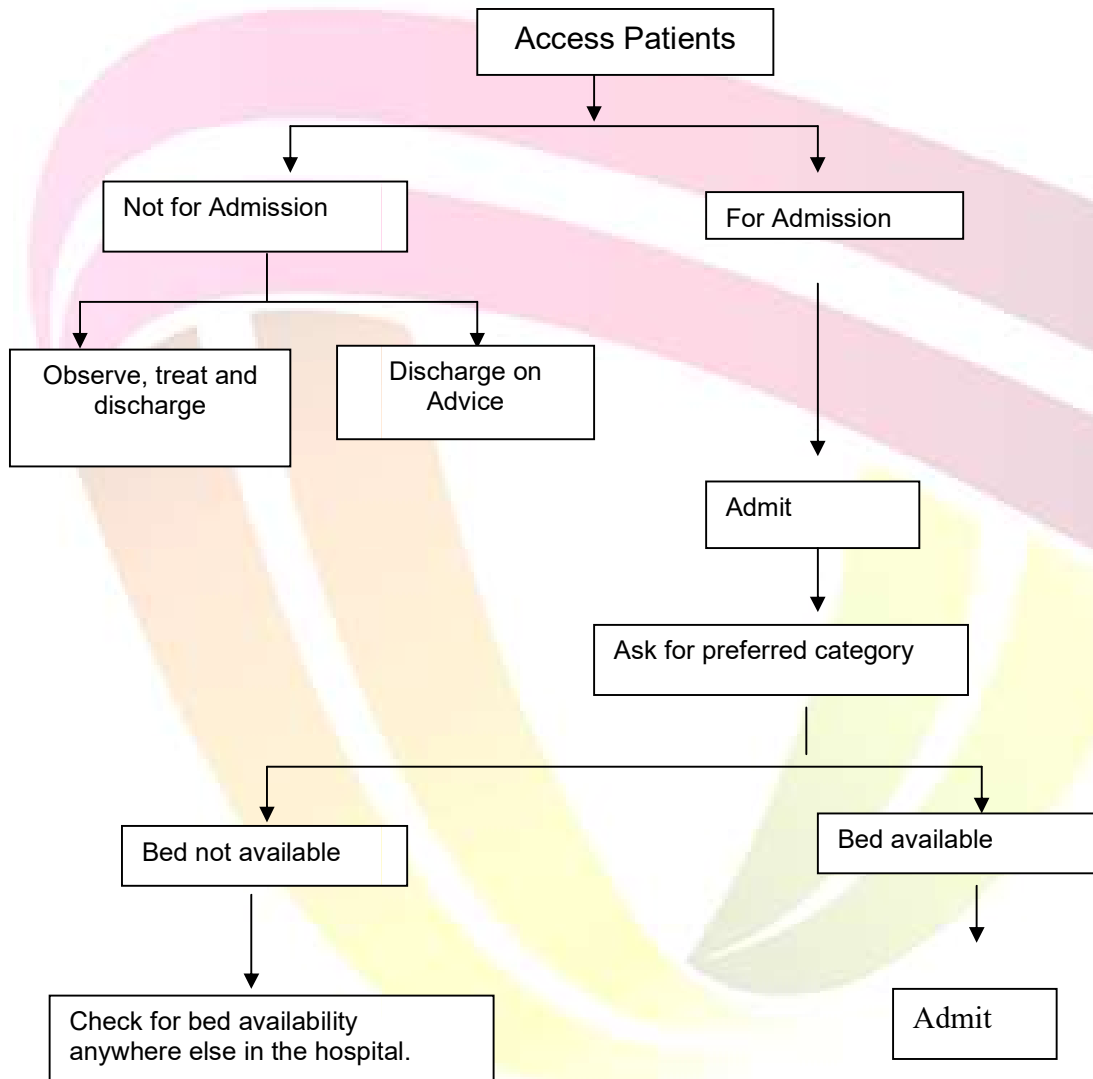 Access Patients
Not for Admission
For Admission
Observe, treat and
discharge
Discharge on
Advice
Admit
Ask for preferred category
Bed not available
Bed available
Check for bed availability
anywhere else in the hospital.
Admit